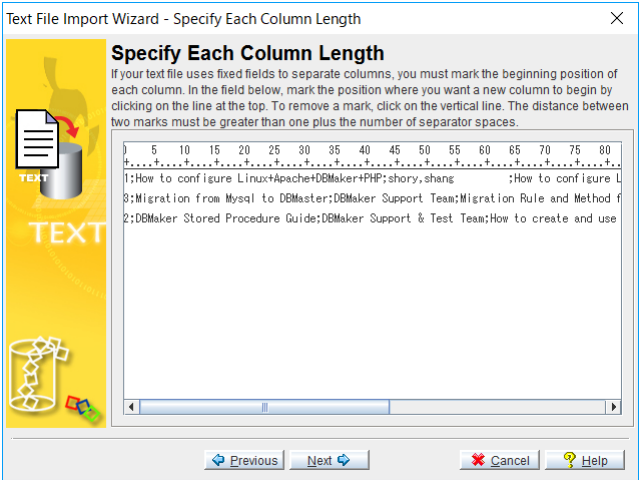 Text File Import Wizard - Specify Each Column Length
Specify Each Column Length
If your text file uses fixed fields to separate columns, you must mark the beginning position of
each column. In the field below, mark the position where you want a new column to begin by
clicking on the line at the top. To remove a mark, click on the vertical line. The distance between
two marks must be greater than one plus the number of separator spaces.
0 5 10 15 20 25 30 35 40 45 50 55 60 65 70 75 80
+....+....+....+....+....+....+....+....+....+....+....+....+....+....+....+....+..
1;How to configure Linux+Apache+DBMaker+PHP;shory,shang ;How to configure L
3;Migration from Mysql to DBMaster;DBMaker Support Team;Migration Rule and Method f
2;DBMaker Stored Procedure Guide;DBMaker Support & Test Team;How to create and use
TEXT
TEXT
Previous Next Cancel Help